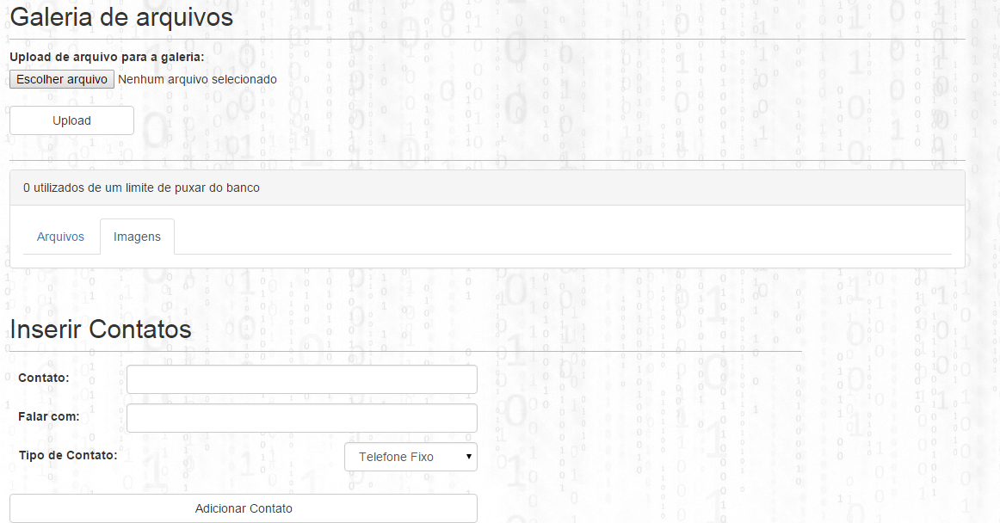 Galeria de arquivos
Upload de arquivo para a galeria:
Escolher arquivo Nenhum arquivo selecionado
Upload
0 utilizados de um limite de puxar do banco
Arquivos Imagens
Inserir Contatos
Contato:
Falar com:
Tipo de Contato: Telefone Fixo
Adicionar Contato